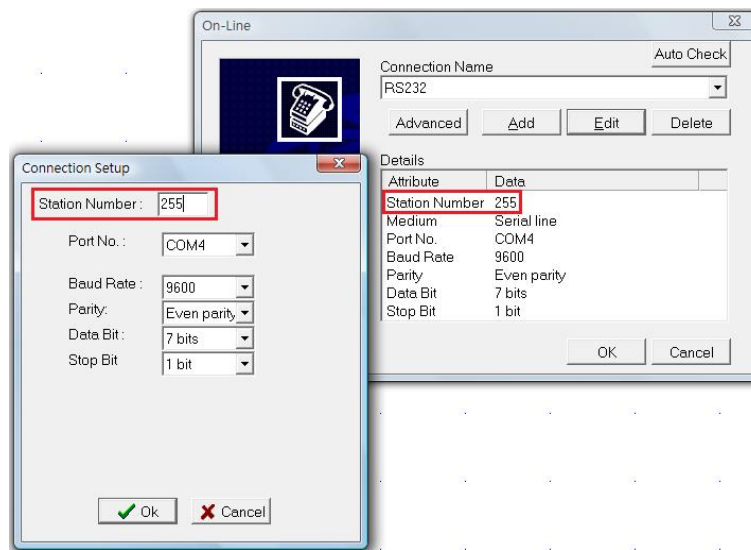 On-Line
Auto Check
Connection Name
RS232
Advanced Add Edit Delete
Details
Attribute Data
Station Number 255
Medium Serial line
Port No. COM4
Baud Rate 9600
Parity Even parity
Data Bit 7 bits
Stop Bit 1 bit
OK Cancel
Connection Setup
Station Number : 255
Port No. : COM4
Baud Rate : 9600
Parity: Even parity
Data Bit : 7 bits
Stop Bit 1 bit
Ok Cancel